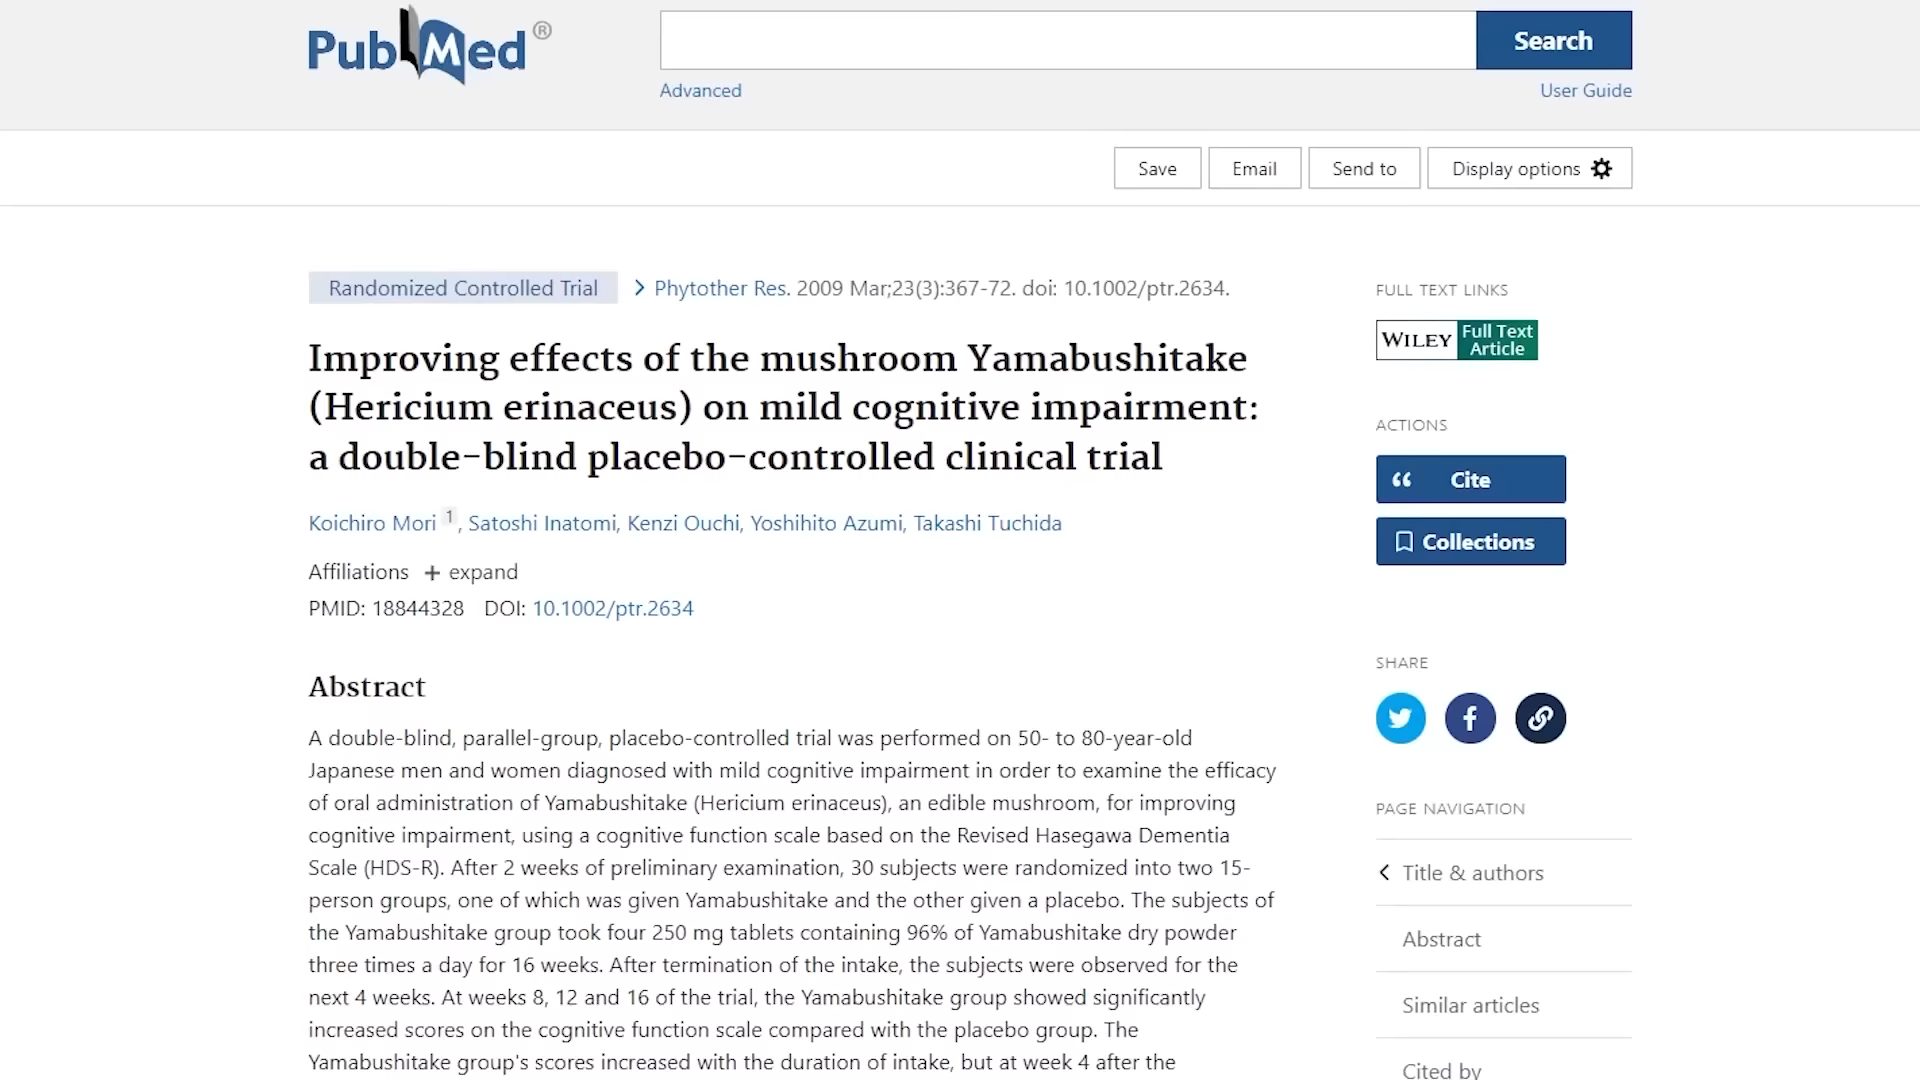 PubMed®
Search
Advanced
User Guide
Save
Email
Send to
Display options
Randomized Controlled Trial
Phytother Res. 2009 Mar;23(3):367-72. doi: 10.1002/ptr.2634.
Improving effects of the mushroom Yamabushitake
(Hericium erinaceus) on mild cognitive impairment:
a double-blind placebo-controlled clinical trial
Koichiro Mori 1, Satoshi Inatomi, Kenzi Ouchi, Yoshihito Azumi, Takashi Tuchida
Affiliations + expand
PMID: 18844328 DOI: 10.1002/ptr.2634
Abstract
A double-blind, parallel-group, placebo-controlled trial was performed on 50- to 80-year-old
Japanese men and women diagnosed with mild cognitive impairment in order to examine the efficacy
of oral administration of Yamabushitake (Hericium erinaceus), an edible mushroom, for improving
cognitive impairment, using a cognitive function scale based on the Revised Hasegawa Dementia
Scale (HDS-R). After 2 weeks of preliminary examination, 30 subjects were randomized into two 15-
person groups, one of which was given Yamabushitake and the other given a placebo. The subjects of
the Yamabushitake group took four 250 mg tablets containing 96% of Yamabushitake dry powder
three times a day for 16 weeks. After termination of the intake, the subjects were observed for the
next 4 weeks. At weeks 8, 12 and 16 of the trial, the Yamabushitake group showed significantly
increased scores on the cognitive function scale compared with the placebo group. The
Yamabushitake group's scores increased with the duration of intake, but at week 4 after the
FULL TEXT LINKS
WILEY Full Text
Article
ACTIONS
Cite
Collections
SHARE
PAGE NAVIGATION
Title & authors
Abstract
Similar articles
Cited by